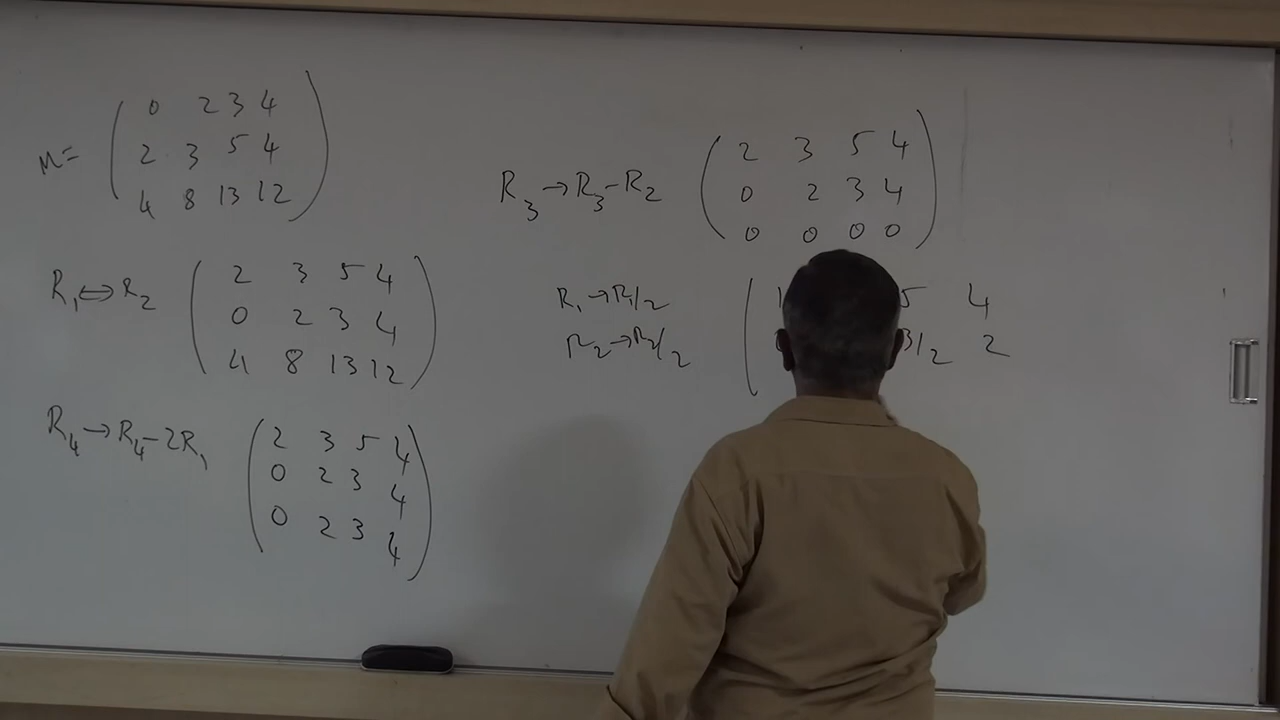 M= ( 0 2 3 4
2 3 5 4
4 8 13 12 )
R1 ⇔ R2 ( 2 3 5 4
0 2 3 4
4 8 13 12 )
R4 → R4 - 2R1 ( 2 3 5 4
0 2 3 4
0 2 3 4 )
R3 → R3 - R2 ( 2 3 5 4
0 2 3 4
0 0 0 0 )
R1 → R1/2 ( 1 5 4
R2 → R2/2 3/2 2